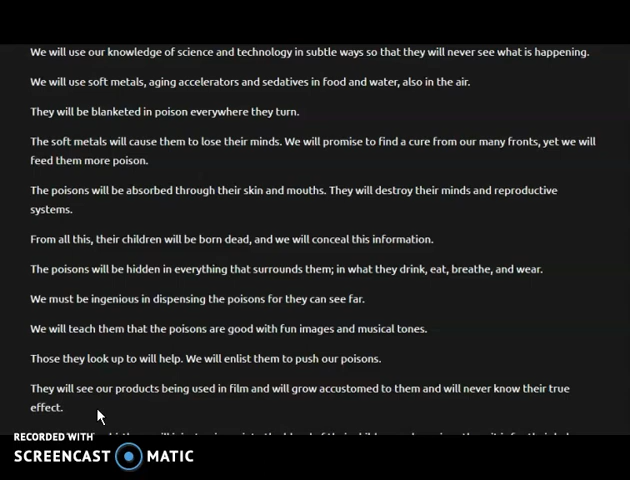 We will use our knowledge of science and technology in subtle ways so that they will never see what is happening.
We will use soft metals, aging accelerators and sedatives in food and water, also in the air.
They will be blanketed in poison everywhere they turn.
The soft metals will cause them to lose their minds. We will promise to find a cure from our many fronts, yet we will
feed them more poison.
The poisons will be absorbed through their skin and mouths. They will destroy their minds and reproductive
systems.
From all this, their children will be born dead, and we will conceal this information.
The poisons will be hidden in everything that surrounds them; in what they drink, eat, breathe, and wear.
We must be ingenious in dispensing the poisons for they can see far.
We will teach them that the poisons are good with fun images and musical tones.
Those they look up to will help. We will enlist them to push our poisons.
They will see our products being used in film and will grow accustomed to them and will never know their true
effect.
RECORDED WITH
SCREENCAST MATIC